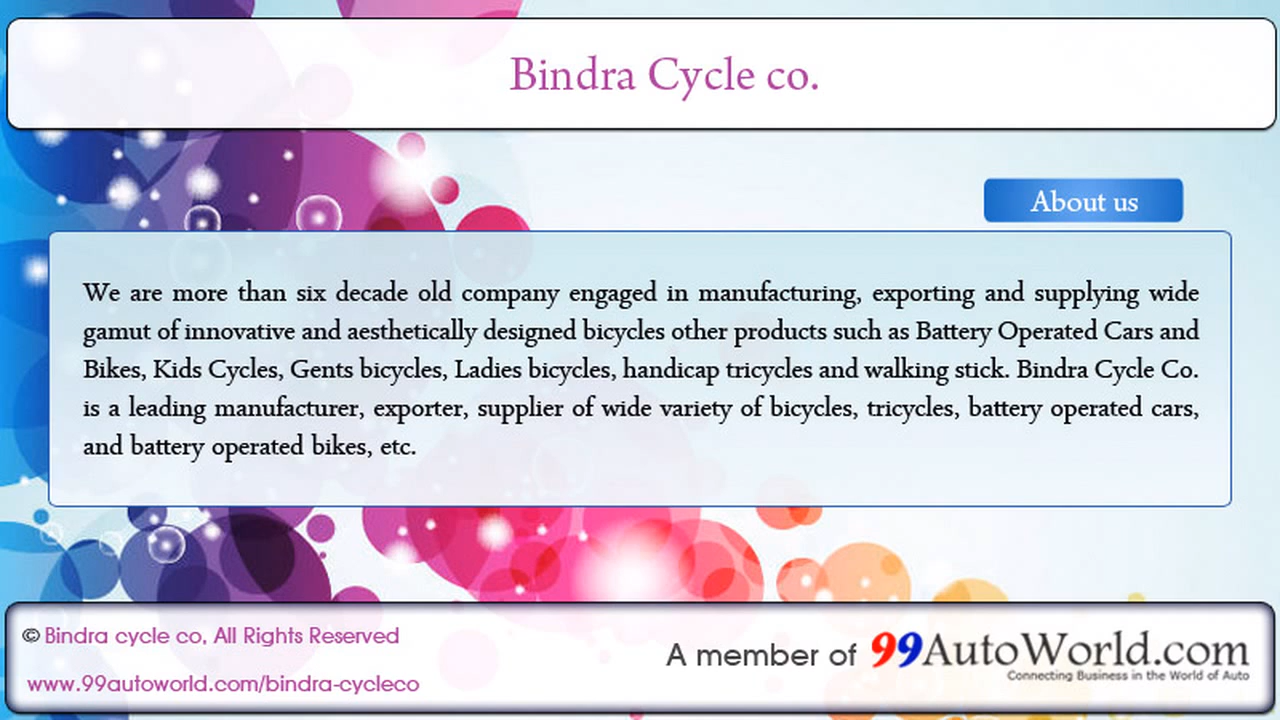 Bindra Cycle co.
About us
We are more than six decade old company engaged in manufacturing, exporting and supplying wide
gamut of innovative and aesthetically designed bicycles other products such as Battery Operated Cars and
Bikes, Kids Cycles, Gents bicycles, Ladies bicycles, handicap tricycles and walking stick. Bindra Cycle Co.
is a leading manufacturer, exporter, supplier of wide variety of bicycles, tricycles, battery operated cars,
and battery operated bikes, etc.
© Bindra cycle co, All Rights Reserved
www.99autoworld.com/bindra-cycleco
A member of 99AutoWorld.com
Connecting Business in the World of Auto